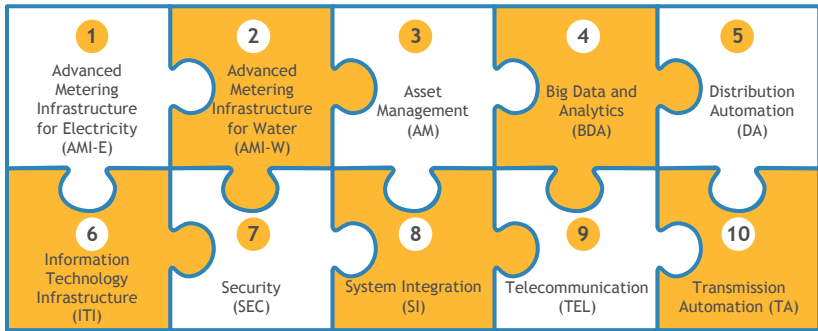 1
Advanced
Metering
Infrastructure
for Electricity
(AMI-E)
2
Advanced
Metering
Infrastructure
for Water
(AMI-W)
3
Asset
Management
(AM)
4
Big Data and
Analytics
(BDA)
5
Distribution
Automation
(DA)
6
Information
Technology
Infrastructure
(ITI)
7
Security
(SEC)
8
System Integration
(SI)
9
Telecommunication
(TEL)
10
Transmission
Automation (TA)